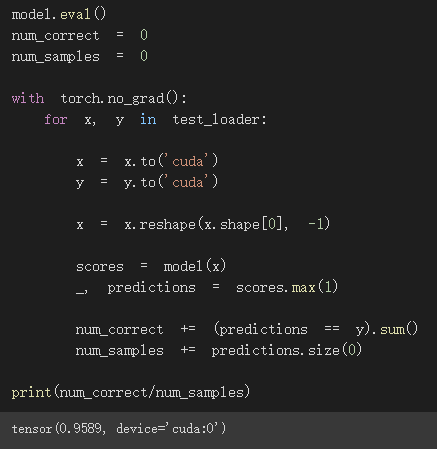 model.eval()
num_correct = 0
num_samples = 0
with torch.no_grad():
for x, y in test_loader:
x = x.to('cuda')
y = y.to('cuda')
x = x.reshape(x.shape[0], -1)
scores = model(x)
_, predictions = scores.max(1)
num_correct += (predictions == y).sum()
num_samples += predictions.size(0)
print(num_correct/num_samples)
tensor(0.9589, device='cuda:0')